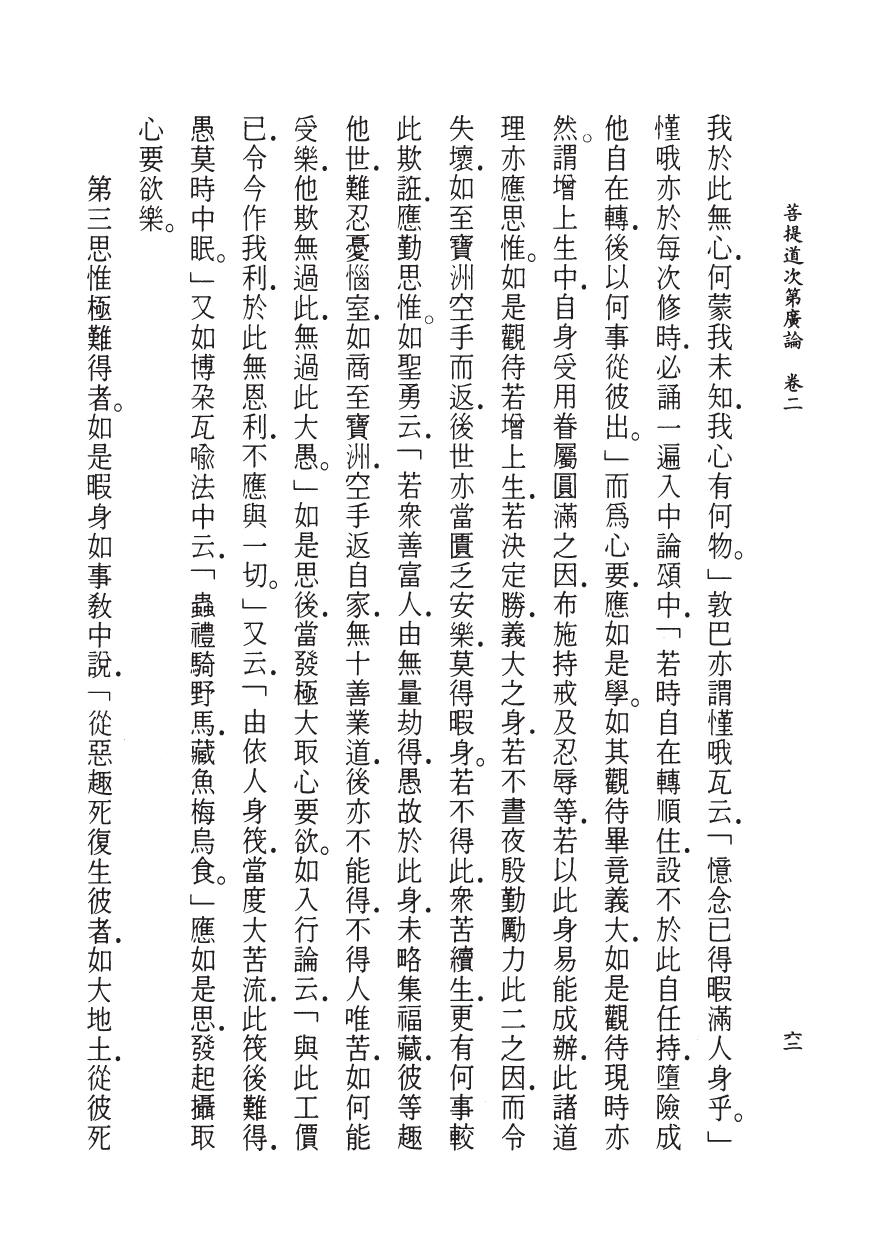 菩提道次第廣論　卷二
六三
我於此無心．何蒙我未知．我心有何物。」敦巴亦謂慬哦瓦云．「憶念已得暇滿人身乎。」
慬哦亦於每次修時．必誦一遍入中論頌中．「若時自在轉順住．設不於此自任持．墮險成
他自在轉．後以何事從彼出。」而爲心要．應如是學。如其觀待畢竟義大．如是觀待現時亦
然。謂增上生中．自身受用眷屬圓滿之因．布施持戒及忍辱等．若以此身易能成辦．此諸道
理亦應思惟。如是觀待若增上生．若決定勝．義大之身．若不晝夜殷勤勵力此二之因．而令
失壞．如至寶洲空手而返．後世亦當匱乏安樂．莫得暇身。若不得此．衆苦續生．更有何事較
此欺誑．應勤思惟。如聖勇云．「若衆善富人．由無量劫得．愚故於此身．未略集福藏．彼等趣
他世．難忍憂惱室．如商至寶洲．空手返自家．無十善業道．後亦不能得．不得人唯苦．如何能
受樂．他欺無過此．無過此大愚。」如是思後．當發極大取心要欲。如入行論云．「與此工價
已．令今作我利．於此無恩利．不應與一切。」又云．「由依人身筏．當度大苦流．此筏後難得．
愚莫時中眠。」又如博朶瓦喩法中云．「蟲禮騎野馬．藏魚梅烏食。」應如是思．發起攝取
心要欲樂。
第三思惟極難得者。如是暇身如事教中說．「從惡趣死復生彼者．如大地土．從彼死